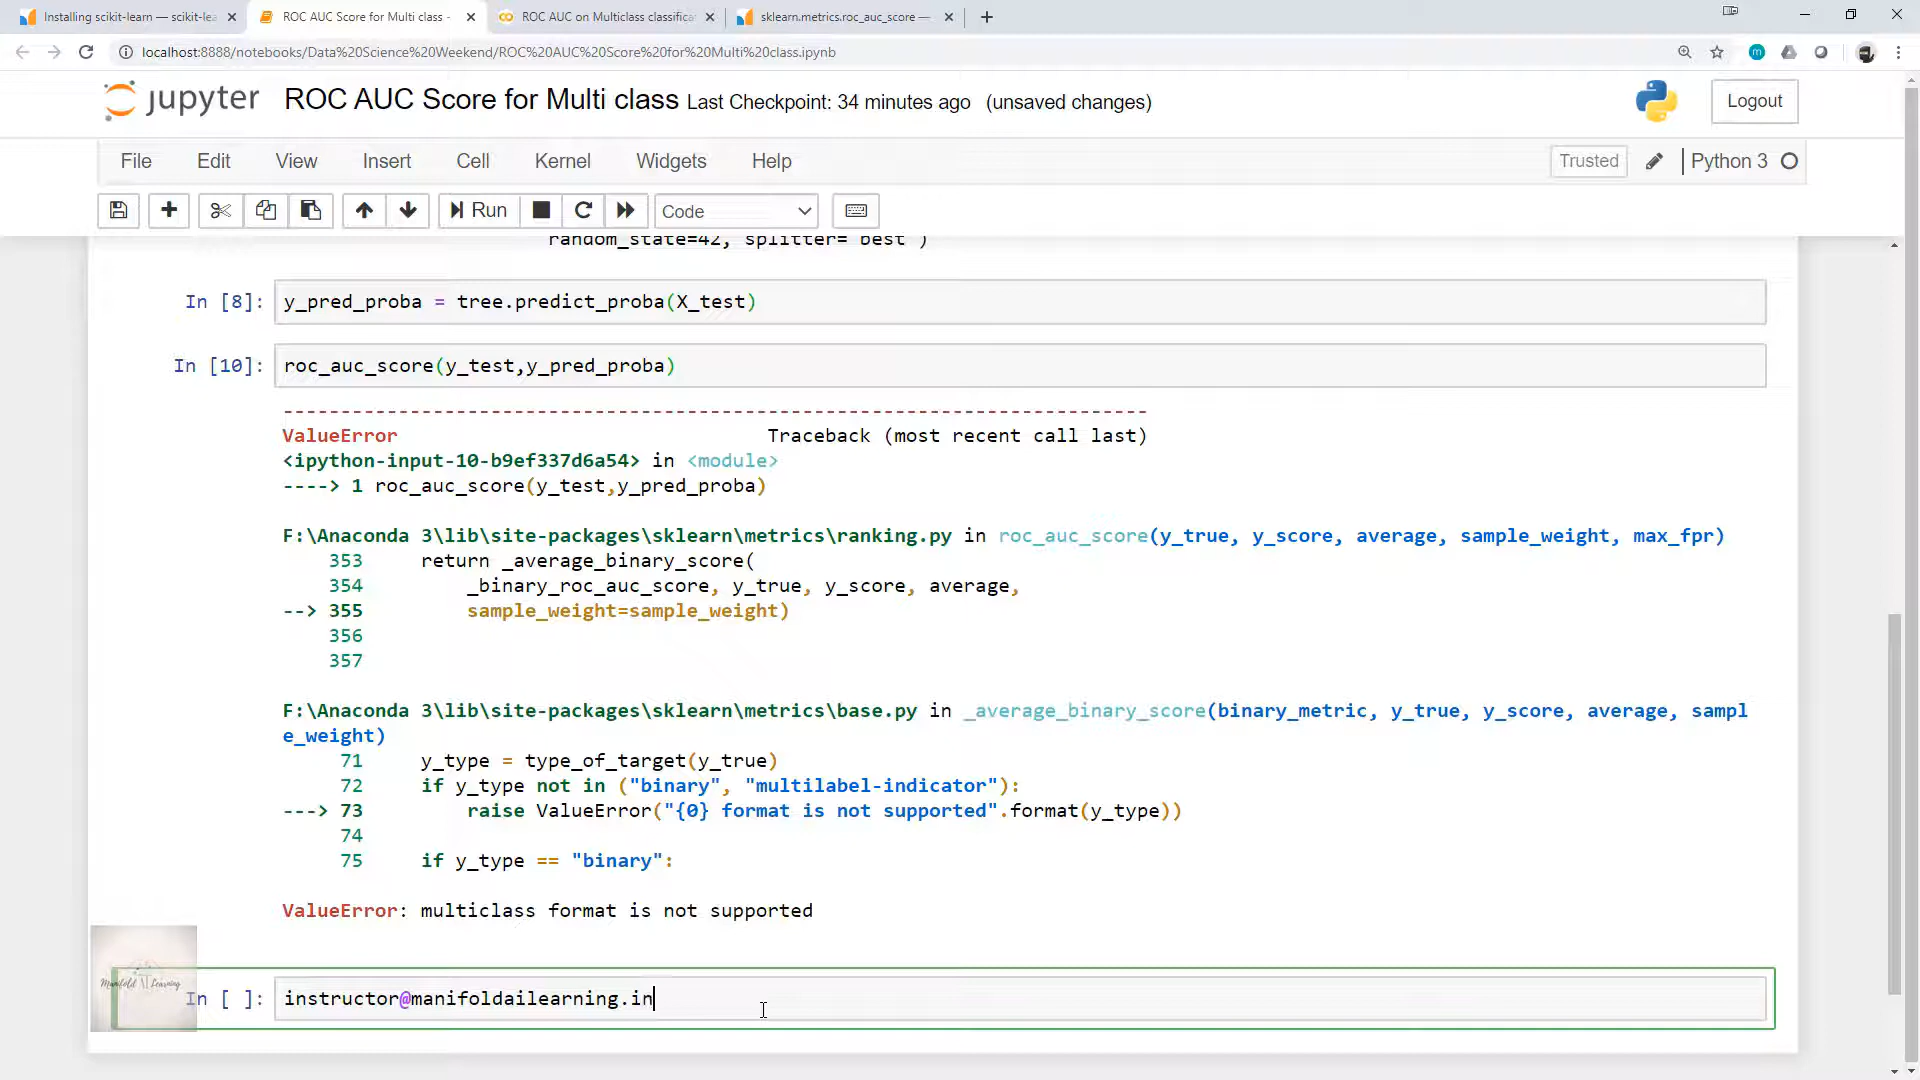 Installing scikit-learn — scikit-lea
ROC AUC Score for Multi class -
ROC AUC on Multiclass classifica
sklearn.metrics.roc_auc_score —
localhost:8888/notebooks/Data%20Science%20Weekend/ROC%20AUC%20Score%20for%20Multi%20class.ipynb
jupyter ROC AUC Score for Multi class Last Checkpoint: 34 minutes ago (unsaved changes)
Logout
File Edit View Insert Cell Kernel Widgets Help
Trusted Python 3
Run Code
random_state=42, splitter='best')
In [8]: y_pred_proba = tree.predict_proba(X_test)
In [10]: roc_auc_score(y_test,y_pred_proba)
---------------------------------------------------------------------------
ValueError Traceback (most recent call last)
<ipython-input-10-b9ef337d6a54> in <module>
----> 1 roc_auc_score(y_test,y_pred_proba)
F:\Anaconda 3\lib\site-packages\sklearn\metrics\ranking.py in roc_auc_score(y_true, y_score, average, sample_weight, max_fpr)
353 return _average_binary_score(
354 _binary_roc_auc_score, y_true, y_score, average,
--> 355 sample_weight=sample_weight)
356
357
F:\Anaconda 3\lib\site-packages\sklearn\metrics\base.py in _average_binary_score(binary_metric, y_true, y_score, average, sampl
e_weight)
71 y_type = type_of_target(y_true)
72 if y_type not in ("binary", "multilabel-indicator"):
---> 73 raise ValueError("{0} format is not supported".format(y_type))
74
75 if y_type == "binary":
ValueError: multiclass format is not supported
Manifold AI Learning
In [ ]: instructor@manifoldailearning.in